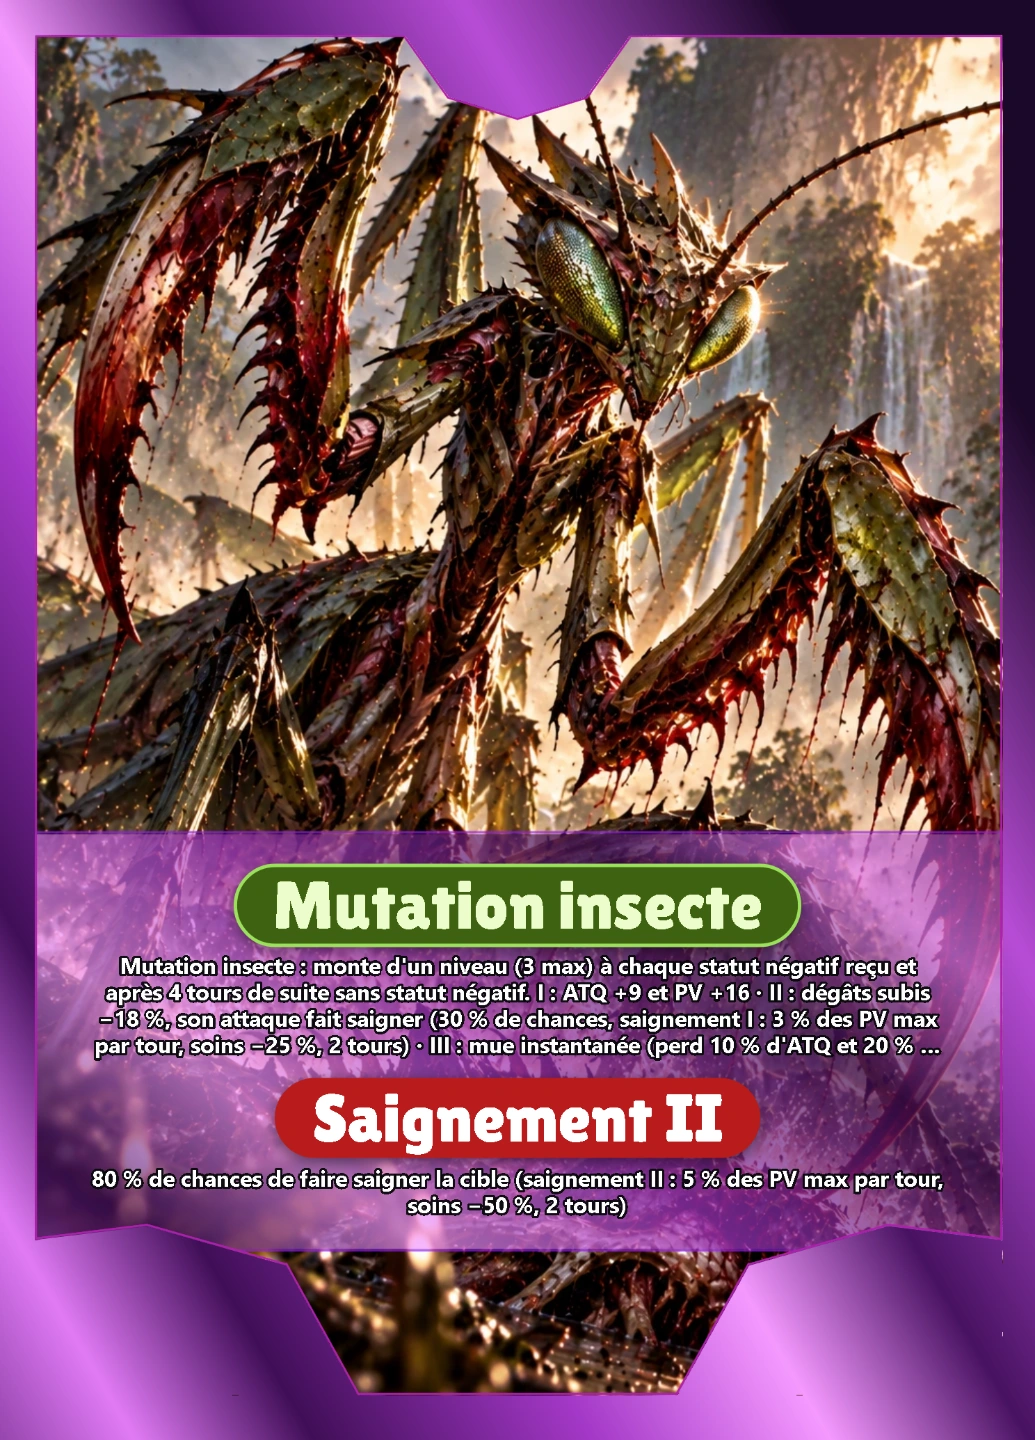 Mutation insecte
Mutation insecte : monte d'un niveau (3 max) à chaque statut négatif reçu et
après 4 tours de suite sans statut négatif. I : ATQ +9 et PV +16 · II : dégâts subis
−18 %, son attaque fait saigner (30 % de chances, saignement I : 3 % des PV max
par tour, soins −25 %, 2 tours) · III : mue instantanée (perd 10 % d'ATQ et 20 % ...
Saignement II
80 % de chances de faire saigner la cible (saignement II : 5 % des PV max par tour,
soins −50 %, 2 tours)